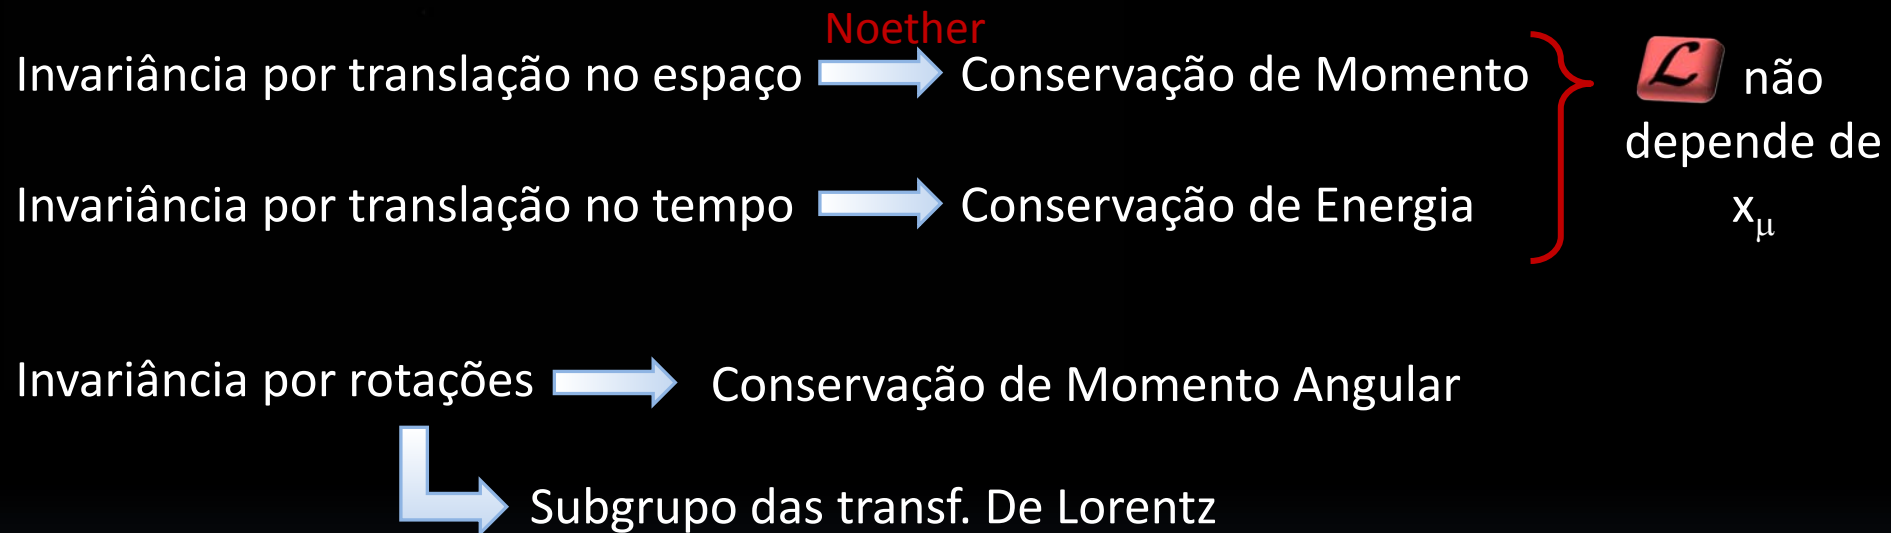 Noether
Invariância por translação no espaço Conservação de Momento
ℒ não
depende de
Invariância por translação no tempo Conservação de Energia
xμ
Invariância por rotações Conservação de Momento Angular
Subgrupo das transf. De Lorentz